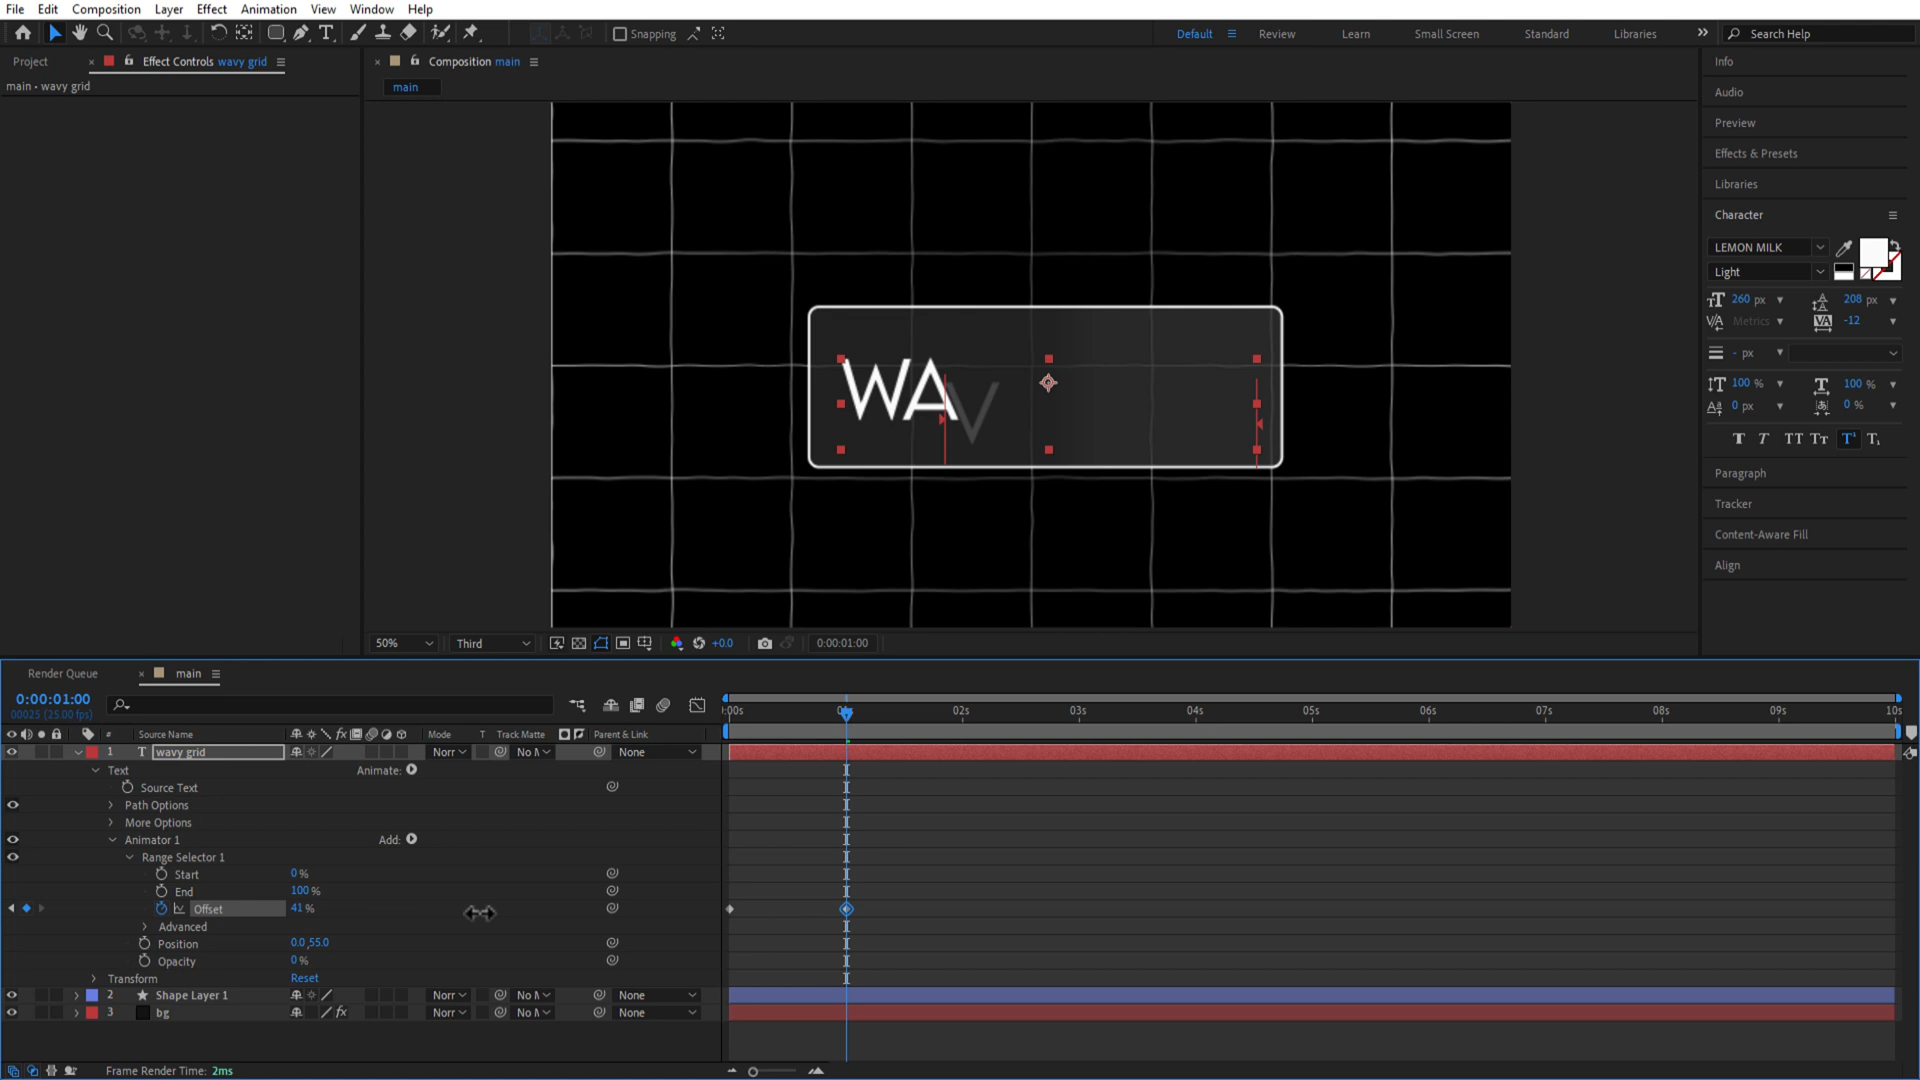 File Edit Composition Layer Effect Animation View Window Help
Snapping Default Review Learn Small Screen Standard Libraries Search Help
Project Effect Controls wavy grid Composition main Info
main • wavy grid main
Audio
Preview
Effects & Presets
Libraries
Character
LEMON MILK
Light
260 px 208 px
Metrics -12
- px
100 % 100 %
0 px 0 %
Paragraph
Tracker
Content-Aware Fill
Align
WAV
50% Third +0.0 0:00:01:00
Render Queue main
0:00:01:00
00025 (25.00 fps)
:00s 02s 03s 04s 05s 06s 07s 08s 09s 10s
# Source Name Mode T Track Matte Parent & Link
1 T wavy grid Norr No M None
Text Animate:
Source Text
Path Options
More Options
Animator 1 Add:
Range Selector 1
Start 0 %
End 100 %
Offset 41 %
Advanced
Position 0.0,55.0
Opacity 0 %
Transform Reset
2 Shape Layer 1 Norr No M None
3 bg Norr No M None
Frame Render Time: 2ms